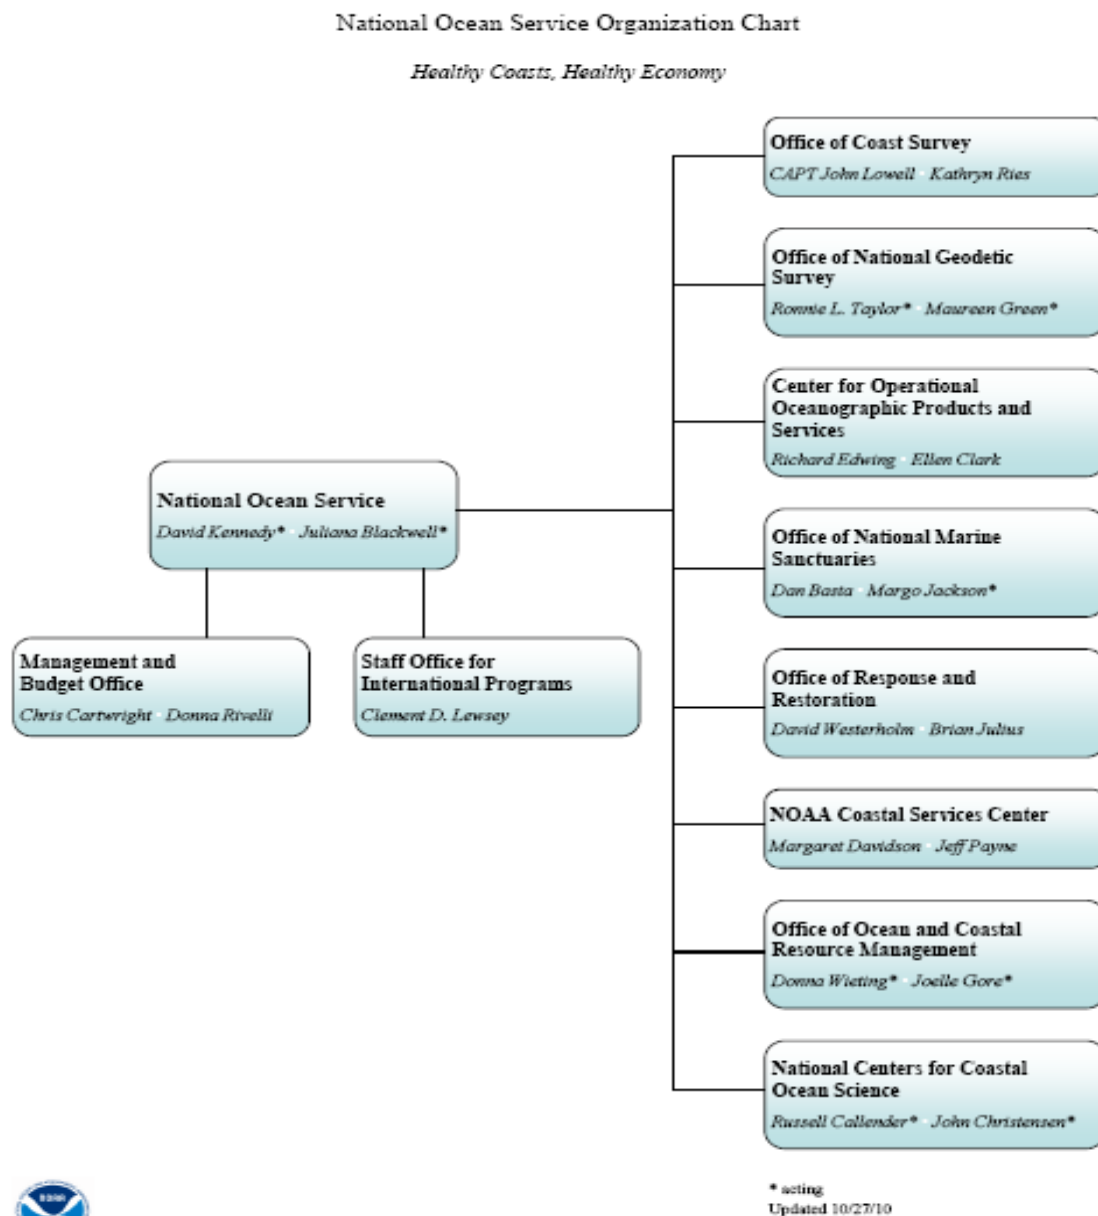 National Ocean Service Organization Chart
Healthy Coasts, Healthy Economy
Office of Coast Survey
CAPT John Lowell · Kathryn Ries
Office of National Geodetic
Survey
Ronnie L. Taylor* · Maureen Green*
Center for Operational
Oceanographic Products and
Services
Richard Edwing · Ellen Clark
National Ocean Service
David Kennedy* · Juliana Blackwell*
Office of National Marine
Sanctuaries
Dan Basta · Margo Jackson*
Management and
Budget Office
Chris Cartwright · Donna Rivelli
Staff Office for
International Programs
Clement D. Lewsey
Office of Response and
Restoration
David Westerholm · Brian Julius
NOAA Coastal Services Center
Margaret Davidson · Jeff Payne
Office of Ocean and Coastal
Resource Management
Donna Wieting* · Joelle Gore*
National Centers for Coastal
Ocean Science
Russell Callender* · John Christensen*
* acting
Updated 10/27/10
NOAA